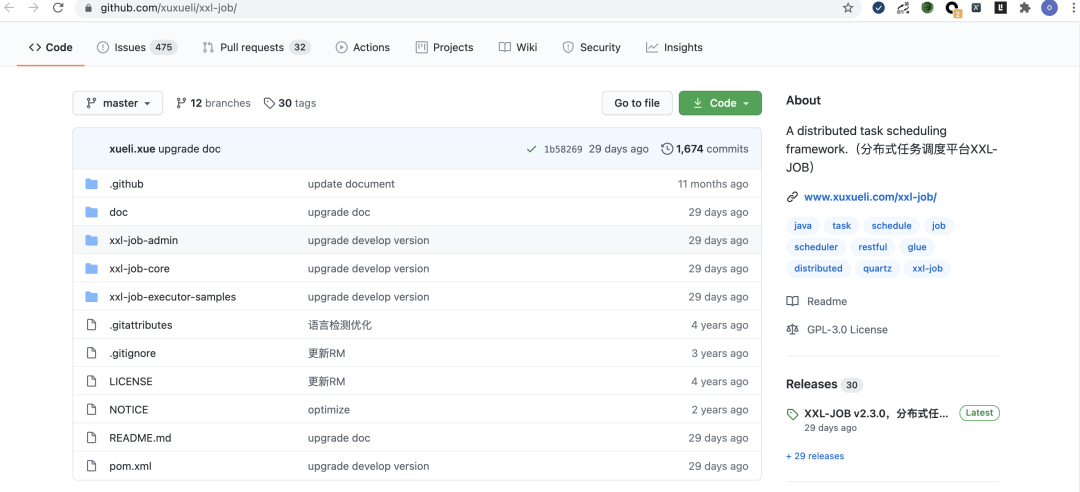 github.com/xuxueli/xxl-job/
Code Issues 475 Pull requests 32 Actions Projects Wiki Security Insights
master 12 branches 30 tags Go to file Code
xueli.xue upgrade doc 1b58269 29 days ago 1,674 commits
.github update document 11 months ago
doc upgrade doc 29 days ago
xxl-job-admin upgrade develop version 29 days ago
xxl-job-core upgrade develop version 29 days ago
xxl-job-executor-samples upgrade develop version 29 days ago
.gitattributes 语言检测优化 4 years ago
.gitignore 更新RM 3 years ago
LICENSE 更新RM 4 years ago
NOTICE optimize 2 years ago
README.md upgrade doc 29 days ago
pom.xml upgrade develop version 29 days ago
About
A distributed task scheduling
framework.（分布式任务调度平台XXL-
JOB）
www.xuxueli.com/xxl-job/
java task schedule job
scheduler restful glue
distributed quartz xxl-job
Readme
GPL-3.0 License
Releases 30
XXL-JOB v2.3.0，分布式任... Latest
29 days ago
+ 29 releases